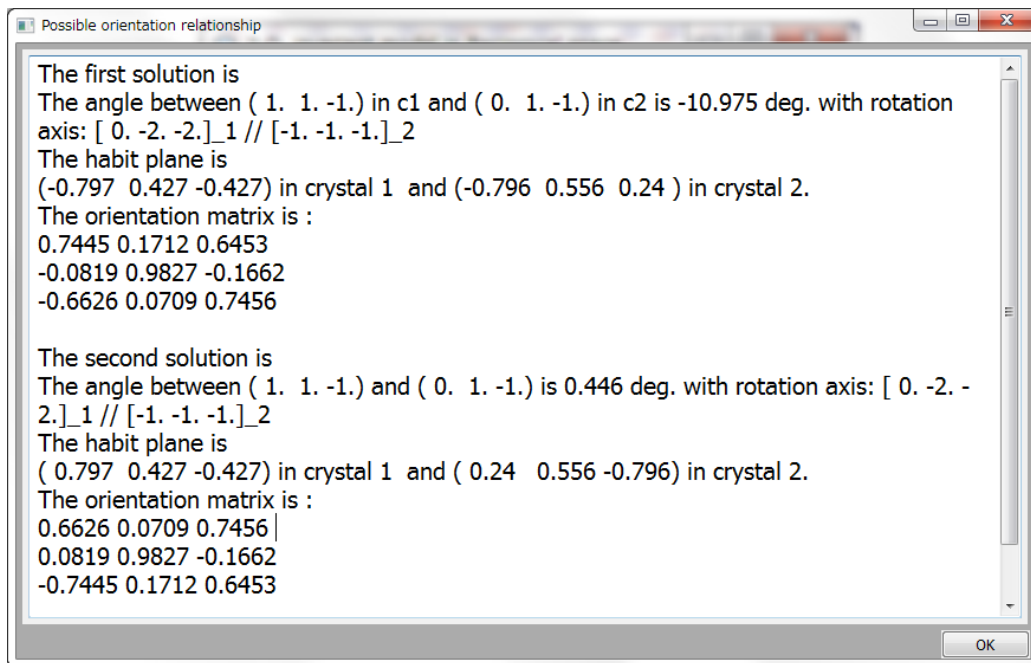 Possible orientation relationship
The first solution is
The angle between ( 1. 1. -1.) in c1 and ( 0. 1. -1.) in c2 is -10.975 deg. with rotation
axis: [ 0. -2. -2.]_1 // [-1. -1. -1.]_2
The habit plane is
(-0.797 0.427 -0.427) in crystal 1 and (-0.796 0.556 0.24 ) in crystal 2.
The orientation matrix is :
0.7445 0.1712 0.6453
-0.0819 0.9827 -0.1662
-0.6626 0.0709 0.7456
The second solution is
The angle between ( 1. 1. -1.) and ( 0. 1. -1.) is 0.446 deg. with rotation axis: [ 0. -2. -
2.]_1 // [-1. -1. -1.]_2
The habit plane is
( 0.797 0.427 -0.427) in crystal 1 and ( 0.24 0.556 -0.796) in crystal 2.
The orientation matrix is :
0.6626 0.0709 0.7456
0.0819 0.9827 -0.1662
-0.7445 0.1712 0.6453
OK